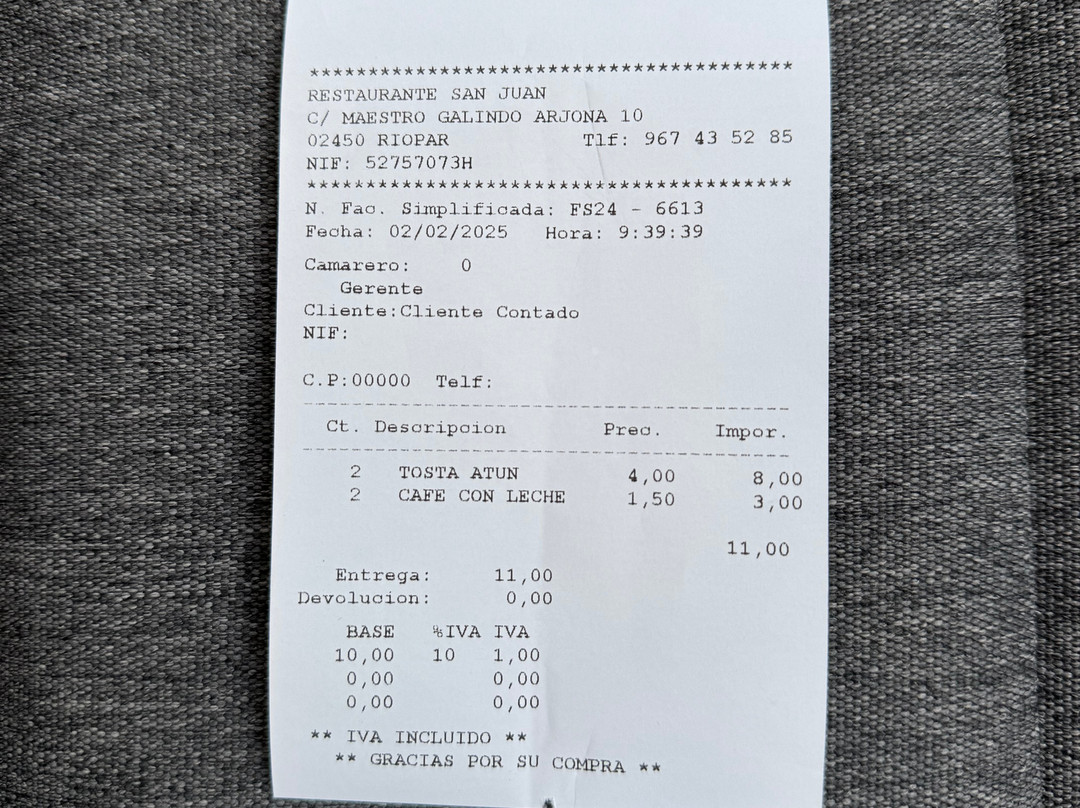 ****************************************
RESTAURANTE SAN JUAN
C/ MAESTRO GALINDO ARJONA 10
02450 RIOPAR Tlf: 967 43 52 85
NIF: 52757073H
****************************************
N. Fac. Simplificada: FS24 - 6613
Fecha: 02/02/2025 Hora: 9:39:39
Camarero: 0
Gerente
Cliente:Cliente Contado
NIF:
C.P:00000 Telf:
----------------------------------------
Ct. Descripcion Prec. Impor.
----------------------------------------
2 TOSTA ATUN 4,00 8,00
2 CAFE CON LECHE 1,50 3,00
11,00
Entrega: 11,00
Devolucion: 0,00
BASE %IVA IVA
10,00 10 1,00
0,00 0,00
0,00 0,00
** IVA INCLUIDO **
** GRACIAS POR SU COMPRA **